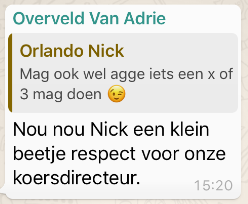 Overveld Van Adrie
Orlando Nick
Mag ook wel agge iets een x of
3 mag doen 😉
Nou nou Nick een klein
beetje respect voor onze
koersdirecteur.
15:20